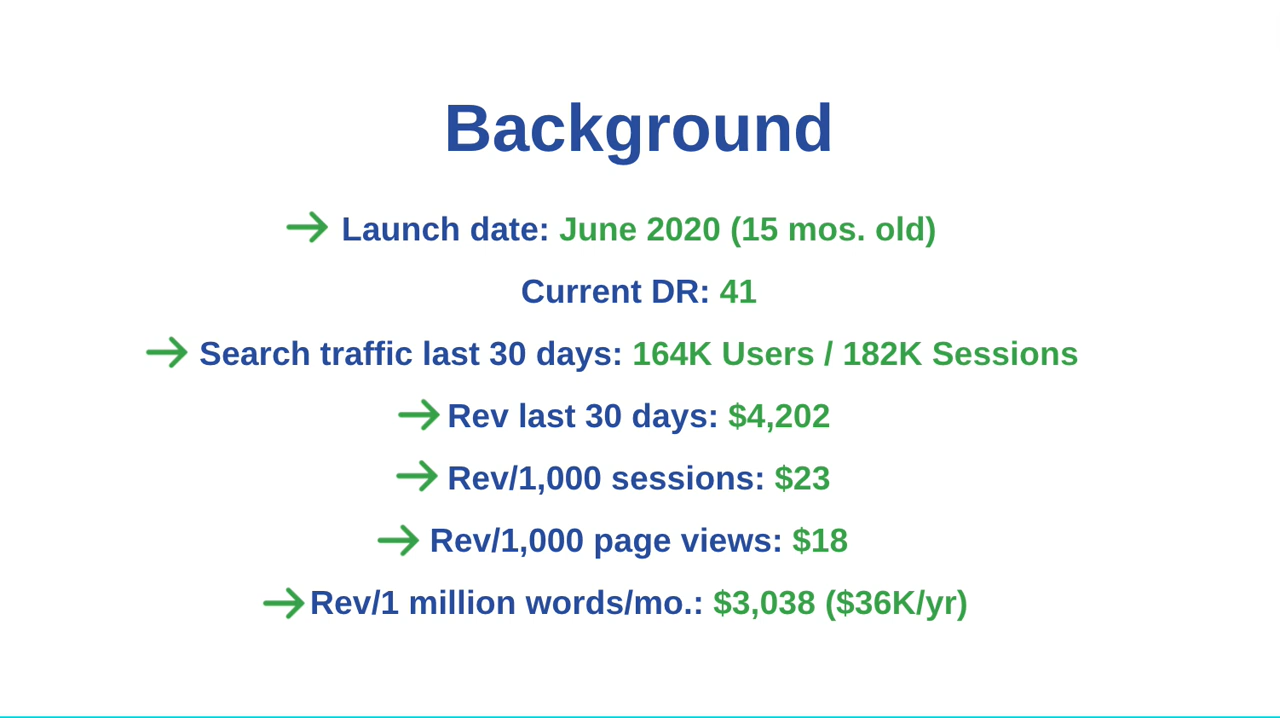 Background
Launch date: June 2020 (15 mos. old)
Current DR: 41
Search traffic last 30 days: 164K Users / 182K Sessions
Rev last 30 days: $4,202
Rev/1,000 sessions: $23
Rev/1,000 page views: $18
Rev/1 million words/mo.: $3,038 ($36K/yr)